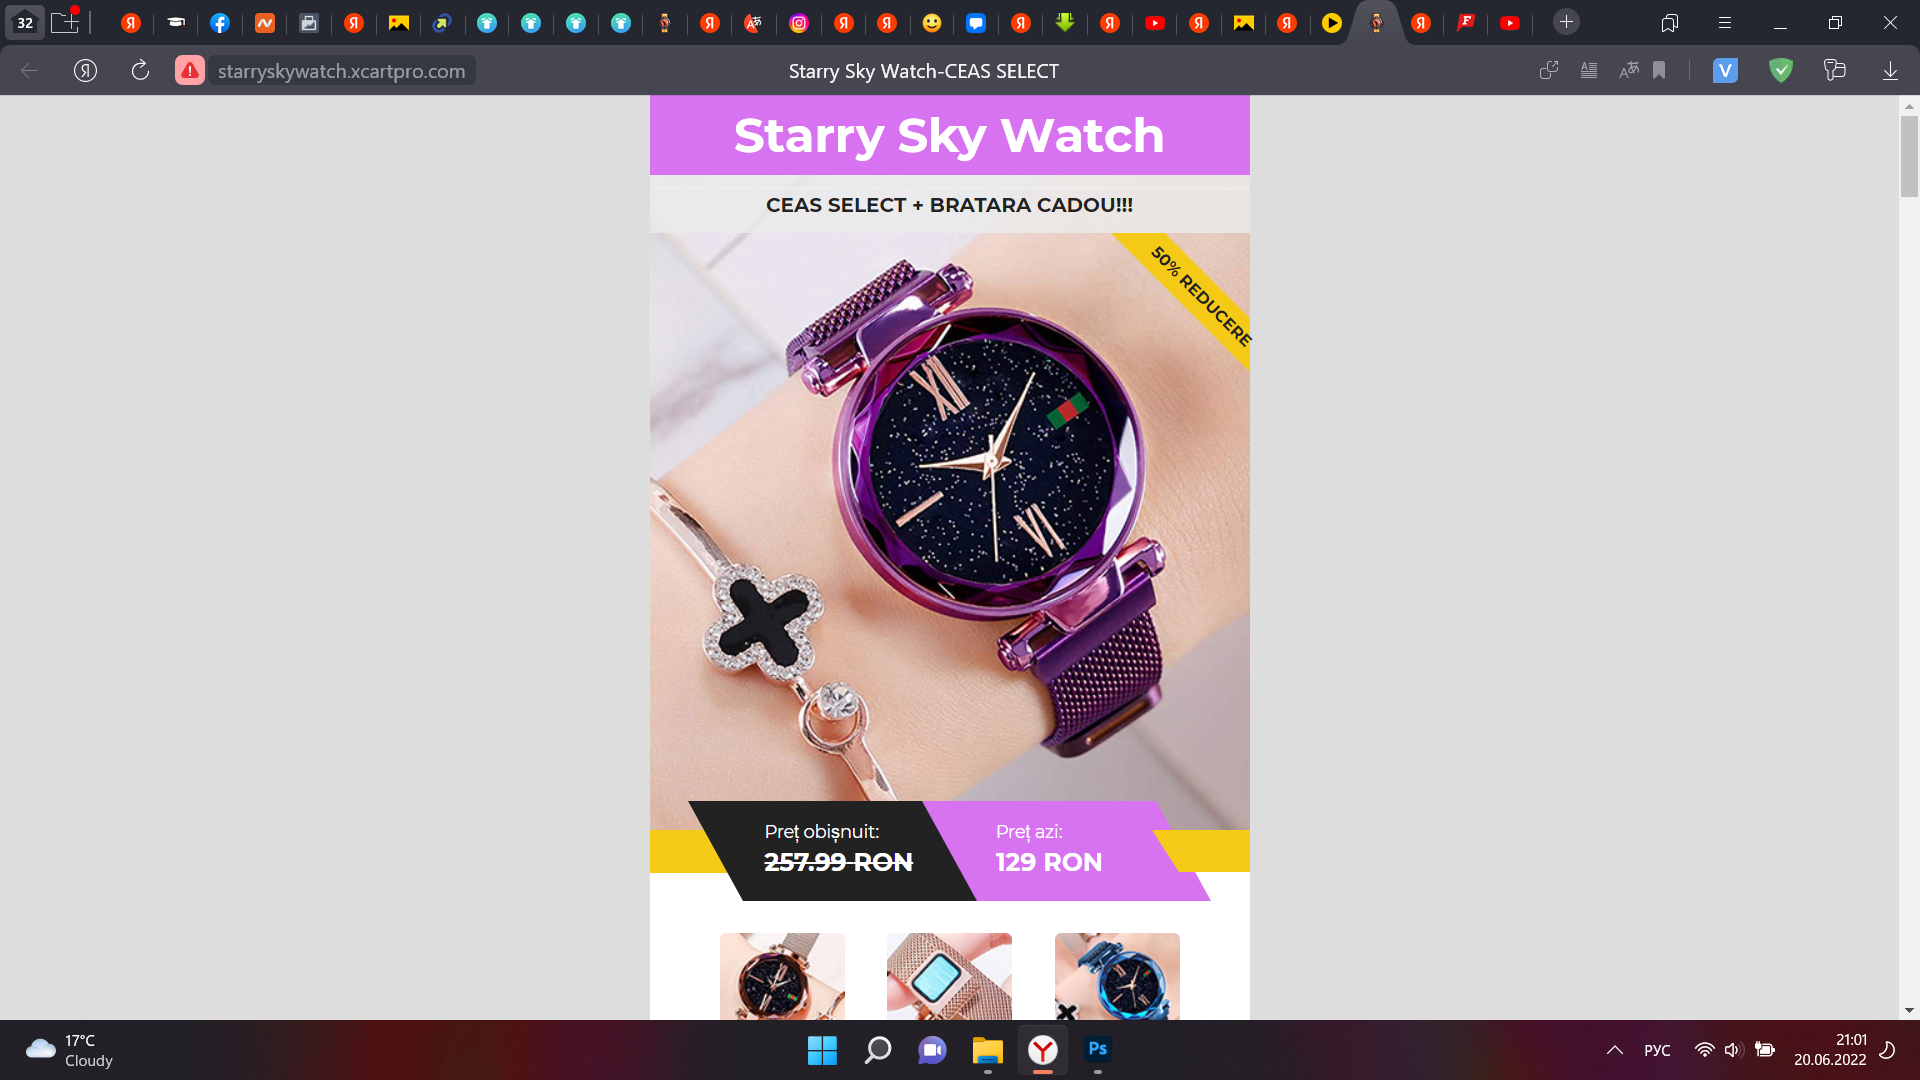 32
starryskywatch.xcartpro.com
Starry Sky Watch-CEAS SELECT
Starry Sky Watch
CEAS SELECT + BRATARA CADOU!!!
50% REDUCERE
Preț obișnuit:
257.99 RON
Preț azi:
129 RON
17°C
Cloudy
Ps
РУС
21:01
20.06.2022